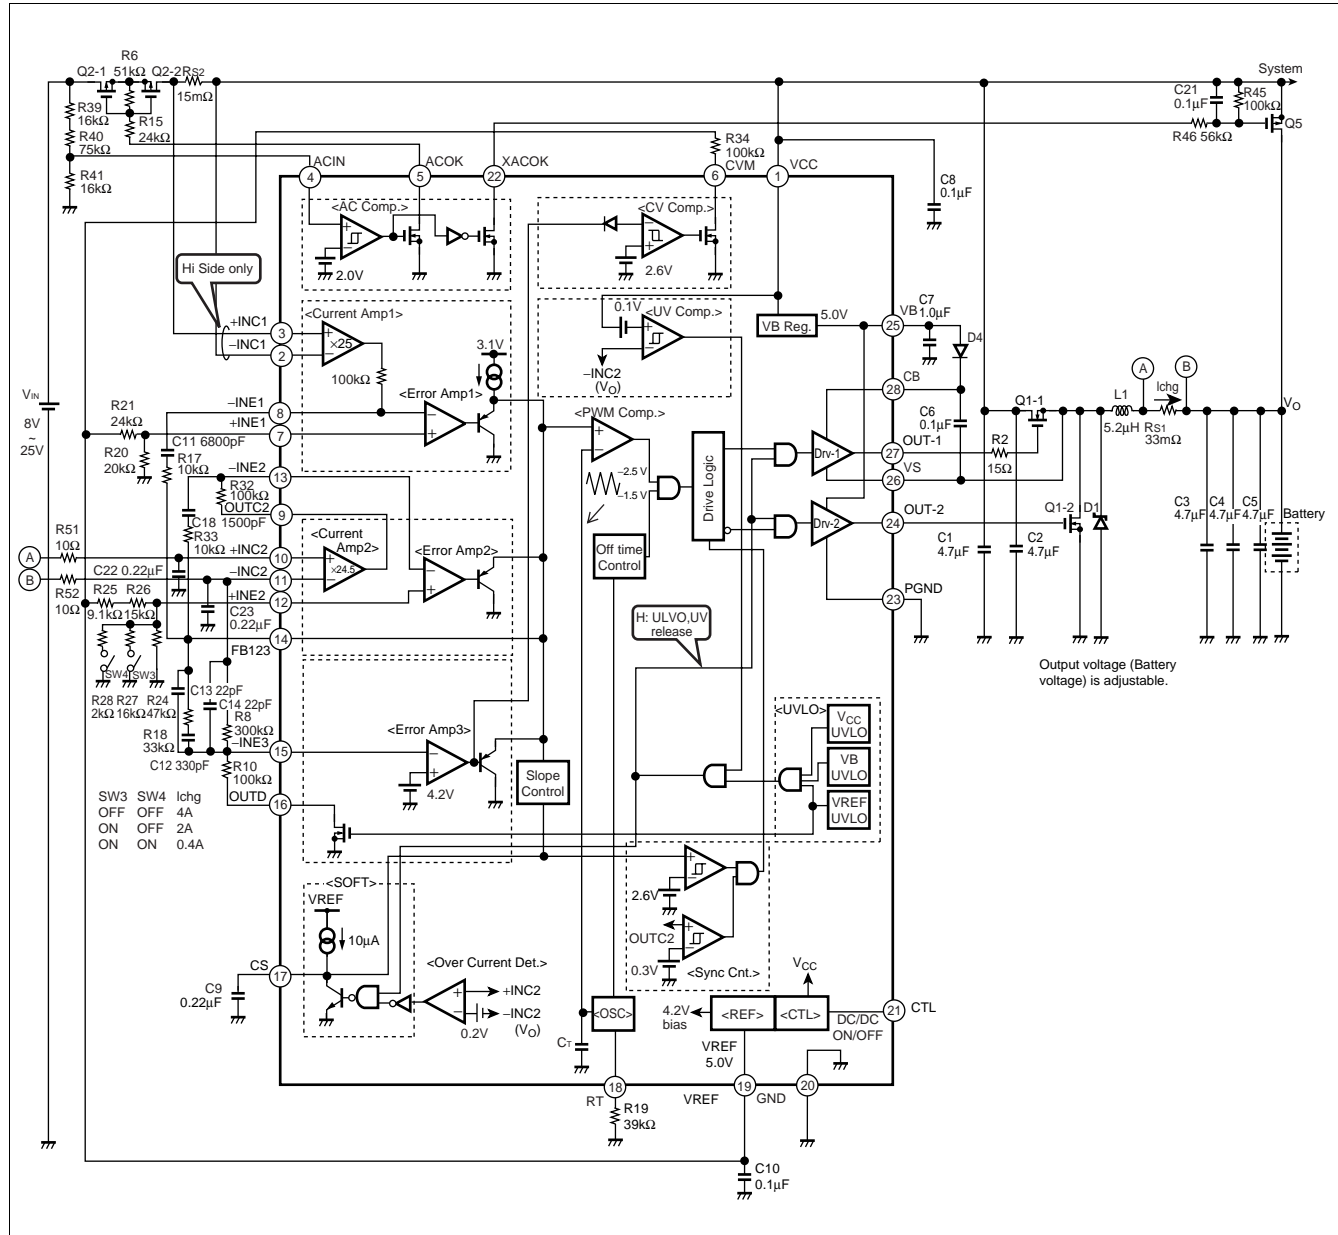 R6
Q2-1 51kΩ Q2-2 RS2
15mΩ
System
R39
16kΩ
R40
75kΩ
R15
24kΩ
R41
16kΩ
C21
0.1μF
R45
100kΩ
R46 56kΩ
Q5
R34
100kΩ
ACIN
ACOK
XACOK
CVM
VCC
4
5
22
6
1
C8
0.1μF
<AC Comp.>
+
−
2.0V
<CV Comp.>
−
+
2.6V
Hi Side only
+INC1
3
−INC1
2
<Current Amp1>
+
×25
−
100kΩ
3.1V
<Error Amp1>
−
+
0.1V
<UV Comp.>
+
−
−INC2
(VO)
VB Reg.
5.0V
25
VB
C7
1.0μF
D4
CB
28
C6
0.1μF
A
Ichg
B
VIN
8V
~
25V
R21
24kΩ
−INE1
8
+INE1
7
R20
20kΩ
C11 6800pF
R17
10kΩ
−INE2
13
R32
100kΩ
OUTC2
9
C18
1500pF
R33
10kΩ
<PWM Comp.>
+
−
−2.5 V
−1.5 V
Drive Logic
Drv-1
Drv-2
OUT-1
27
VS
26
OUT-2
24
Q1-1
R2
15Ω
L1
5.2μH
RS1
33mΩ
VO
Q1-2
D1
C1
4.7μF
C2
4.7μF
C3
4.7μF
C4
4.7μF
C5
4.7μF
Battery
R51
10Ω
A
+INC2
10
B
−INC2
11
R52
10Ω
C22 0.22μF
<Current
Amp2>
+
×24.5
−
<Error Amp2>
−
+
Off time
Control
R25
9.1kΩ
R26
15kΩ
+INE2
12
C23
0.22μF
14
FB123
PGND
23
H: ULVO,UV
release
Output voltage (Battery
voltage) is adjustable.
SW4
SW3
R28
2kΩ
R27
16kΩ
R24
47kΩ
C13 22pF
C14 22pF
R8
300kΩ
R18
33kΩ
C12 330pF
−INE3
15
R10
100kΩ
OUTD
16
<Error Amp3>
−
+
4.2V
Slope
Control
<UVLO>
VCC
UVLO
VB
UVLO
VREF
UVLO
SW3 SW4 Ichg
OFF OFF 4A
ON OFF 2A
ON ON 0.4A
+
−
2.6V
OUTC2
+
−
0.3V
<Sync Cnt.>
<SOFT>
VREF
10μA
CS
17
C9
0.22μF
<Over Current Det.>
+
−
+INC2
−INC2
(VO)
0.2V
<OSC>
CT
VCC
4.2V
bias
<REF>
<CTL>
DC/DC
ON/OFF
21
CTL
VREF
5.0V
RT
18
R19
39kΩ
VREF
19
GND
20
C10
0.1μF